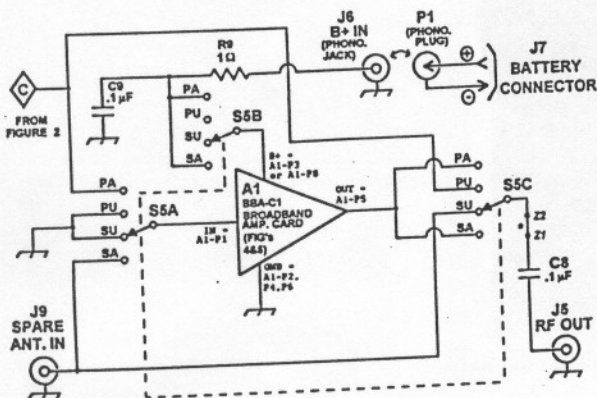 J6
B+ IN
(PHONO.
JACK)
P1
(PHONO.
PLUG)
J7
BATTERY
CONNECTOR
R9
1Ω
C9
.1µF
C
FROM
FIGURE 2
PA
PU
SU
SA
S5B
B+ =
A1-P3
or A1-P6
A1
BBA-C1
BROADBAND
AMP. CARD
(FIG's
4&5)
IN =
A1-P1
OUT =
A1-P5
GND =
A1-P2,
P4,P6
PA
PU
SU
SA
S5A
PA
PU
SU
SA
S5C
Z2
Z1
C8
.1µF
J9
SPARE
ANT. IN
J5
RF OUT